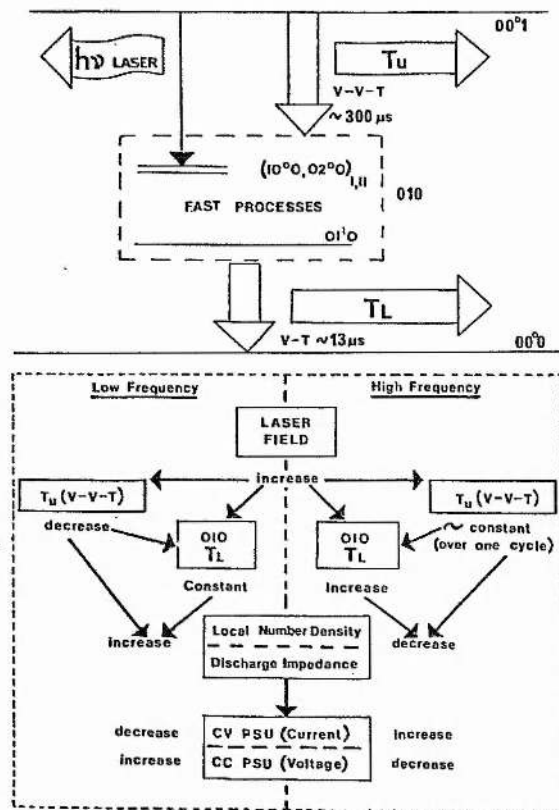 00°1
hν LASER
Tu
V-V-T
~300 μs
(10°0, 02°0) I,II
010
FAST PROCESSES
01¹0
TL
V-T ~13μs
00°0
Low Frequency
High Frequency
LASER
FIELD
increase
Tu (V-V-T)
Tu (V-V-T)
decrease
~ constant
(over one cycle)
010
TL
010
TL
Constant
Increase
increase
Local Number Density
decrease
Discharge Impedance
decrease
CV PSU (Current)
increase
increase
CC PSU (Voltage)
decrease